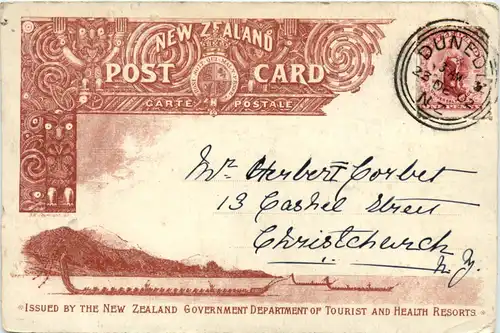 NEW ZEALAND
POST CARD
CARTE POSTALE
DUNEDIN
02
N
Mr Herbert Corbet
13 Cashel Street
Christchurch
N.Z.
* ISSUED BY THE NEW ZEALAND GOVERNMENT DEPARTMENT OF TOURIST AND HEALTH RESORTS.